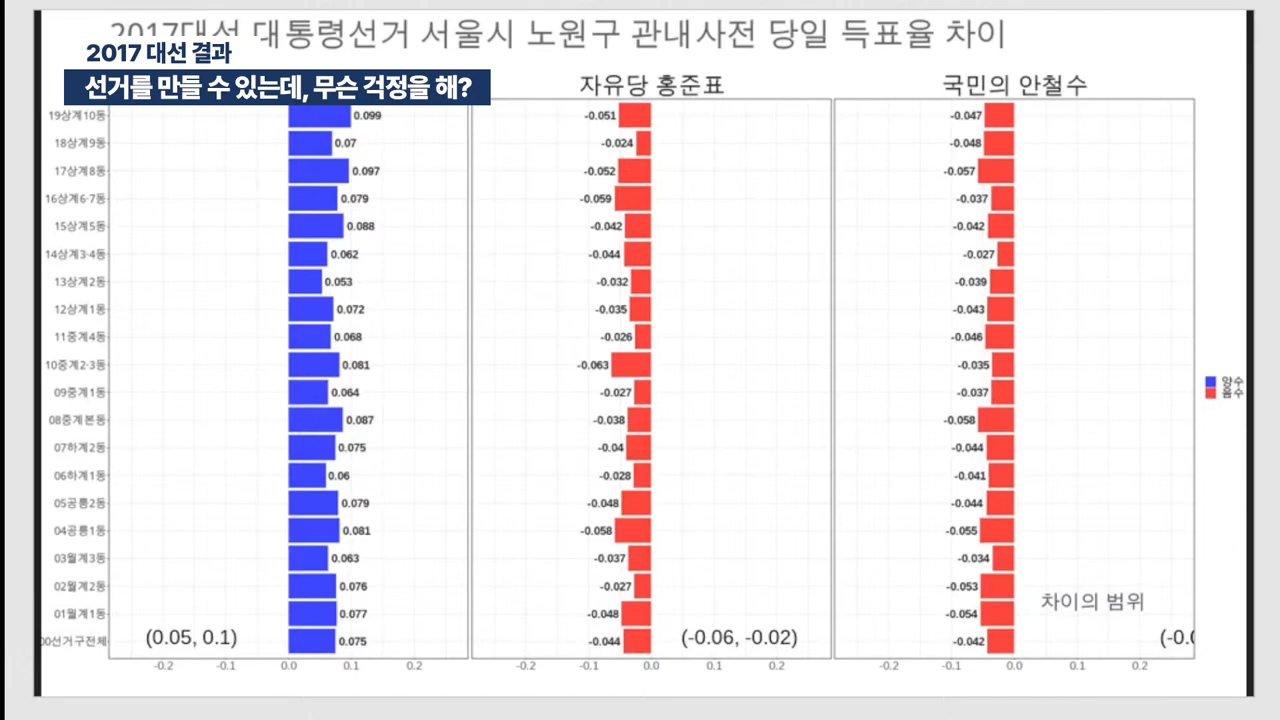 2017대선 대통령선거 서울시 노원구 관내사전 당일 득표율 차이
2017 대선 결과
선거를 만들 수 있는데, 무슨 걱정을 해?
자유당 홍준표
국민의 안철수
19상계10동 0.099 -0.051 -0.047
18상계9동 0.07 -0.024 -0.048
17상계8동 0.097 -0.052 -0.057
16상계6·7동 0.079 -0.059 -0.037
15상계5동 0.088 -0.042 -0.042
14상계3·4동 0.062 -0.044 -0.027
13상계2동 0.053 -0.032 -0.039
12상계1동 0.072 -0.035 -0.043
11중계4동 0.068 -0.026 -0.046
10중계2·3동 0.081 -0.063 -0.035
09중계1동 0.064 -0.027 -0.037
08중계본동 0.087 -0.038 -0.058
07하계2동 0.075 -0.04 -0.044
06하계1동 0.06 -0.028 -0.041
05공릉2동 0.079 -0.048 -0.044
04공릉1동 0.081 -0.058 -0.055
03월계3동 0.063 -0.037 -0.034
02월계2동 0.076 -0.027 -0.053
01월계1동 0.077 -0.048 -0.054
00선거구전체 0.075 -0.044 -0.042
양수
음수
차이의 범위
(0.05, 0.1) (-0.06, -0.02) (-0.0
-0.2 -0.1 0.0 0.1 0.2 -0.2 -0.1 0.0 0.1 0.2 -0.2 -0.1 0.0 0.1 0.2